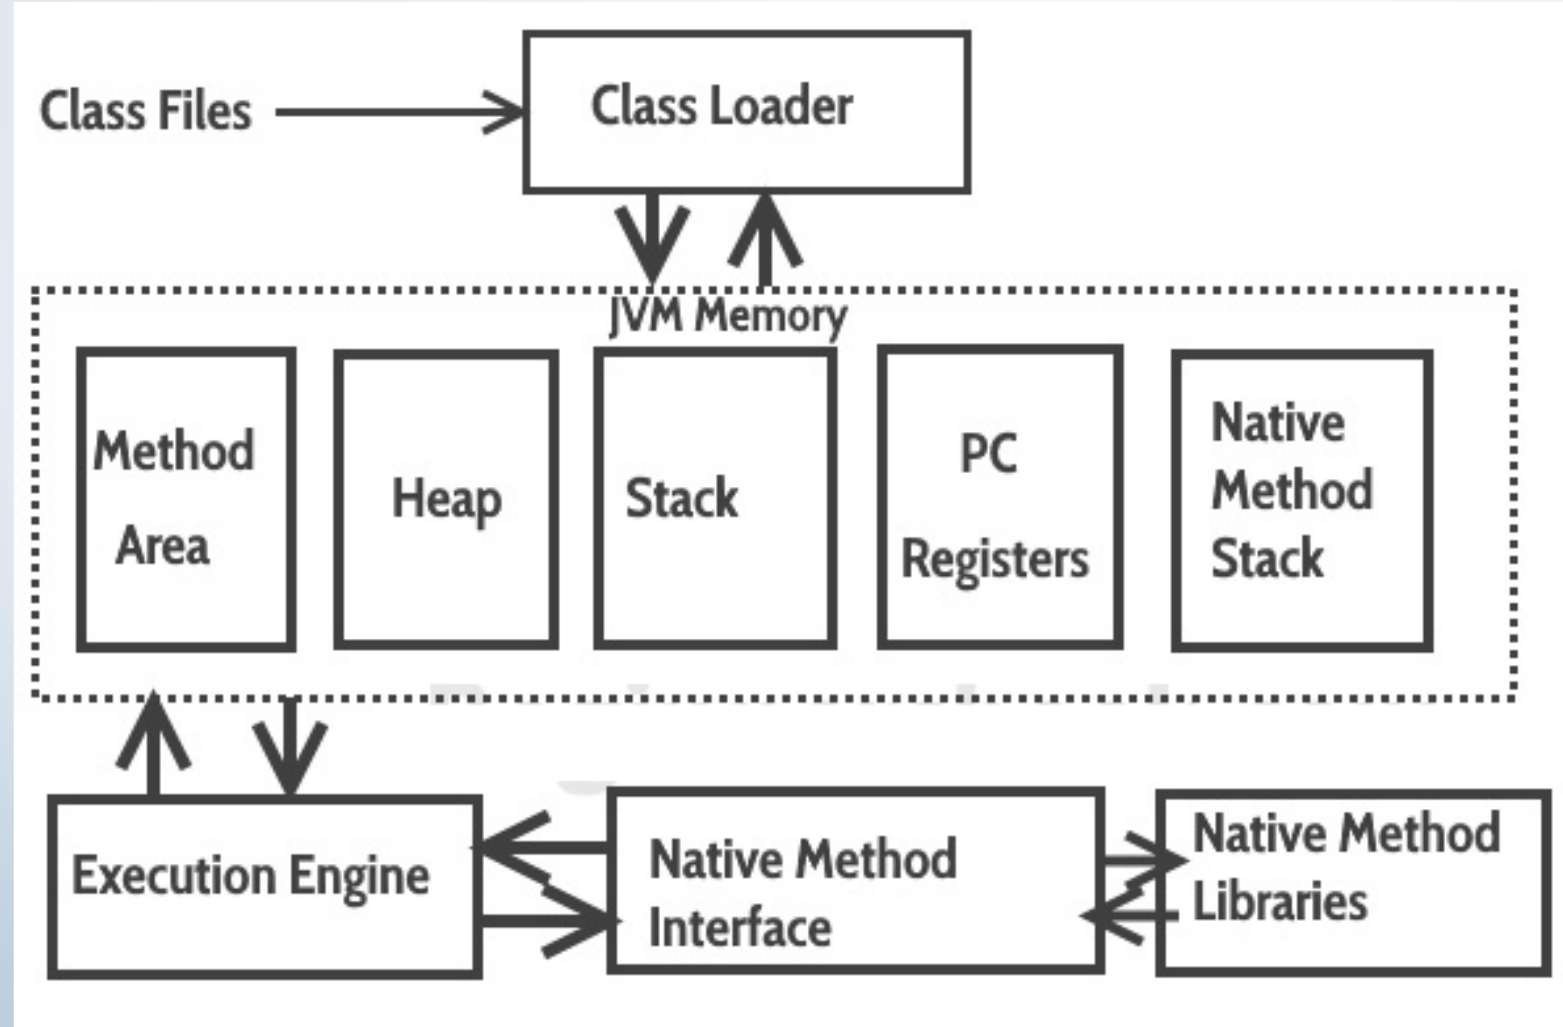 Class Files
Class Loader
JVM Memory
Method
Area
Heap
Stack
PC
Registers
Native
Method
Stack
Execution Engine
Native Method
Interface
Native Method
Libraries